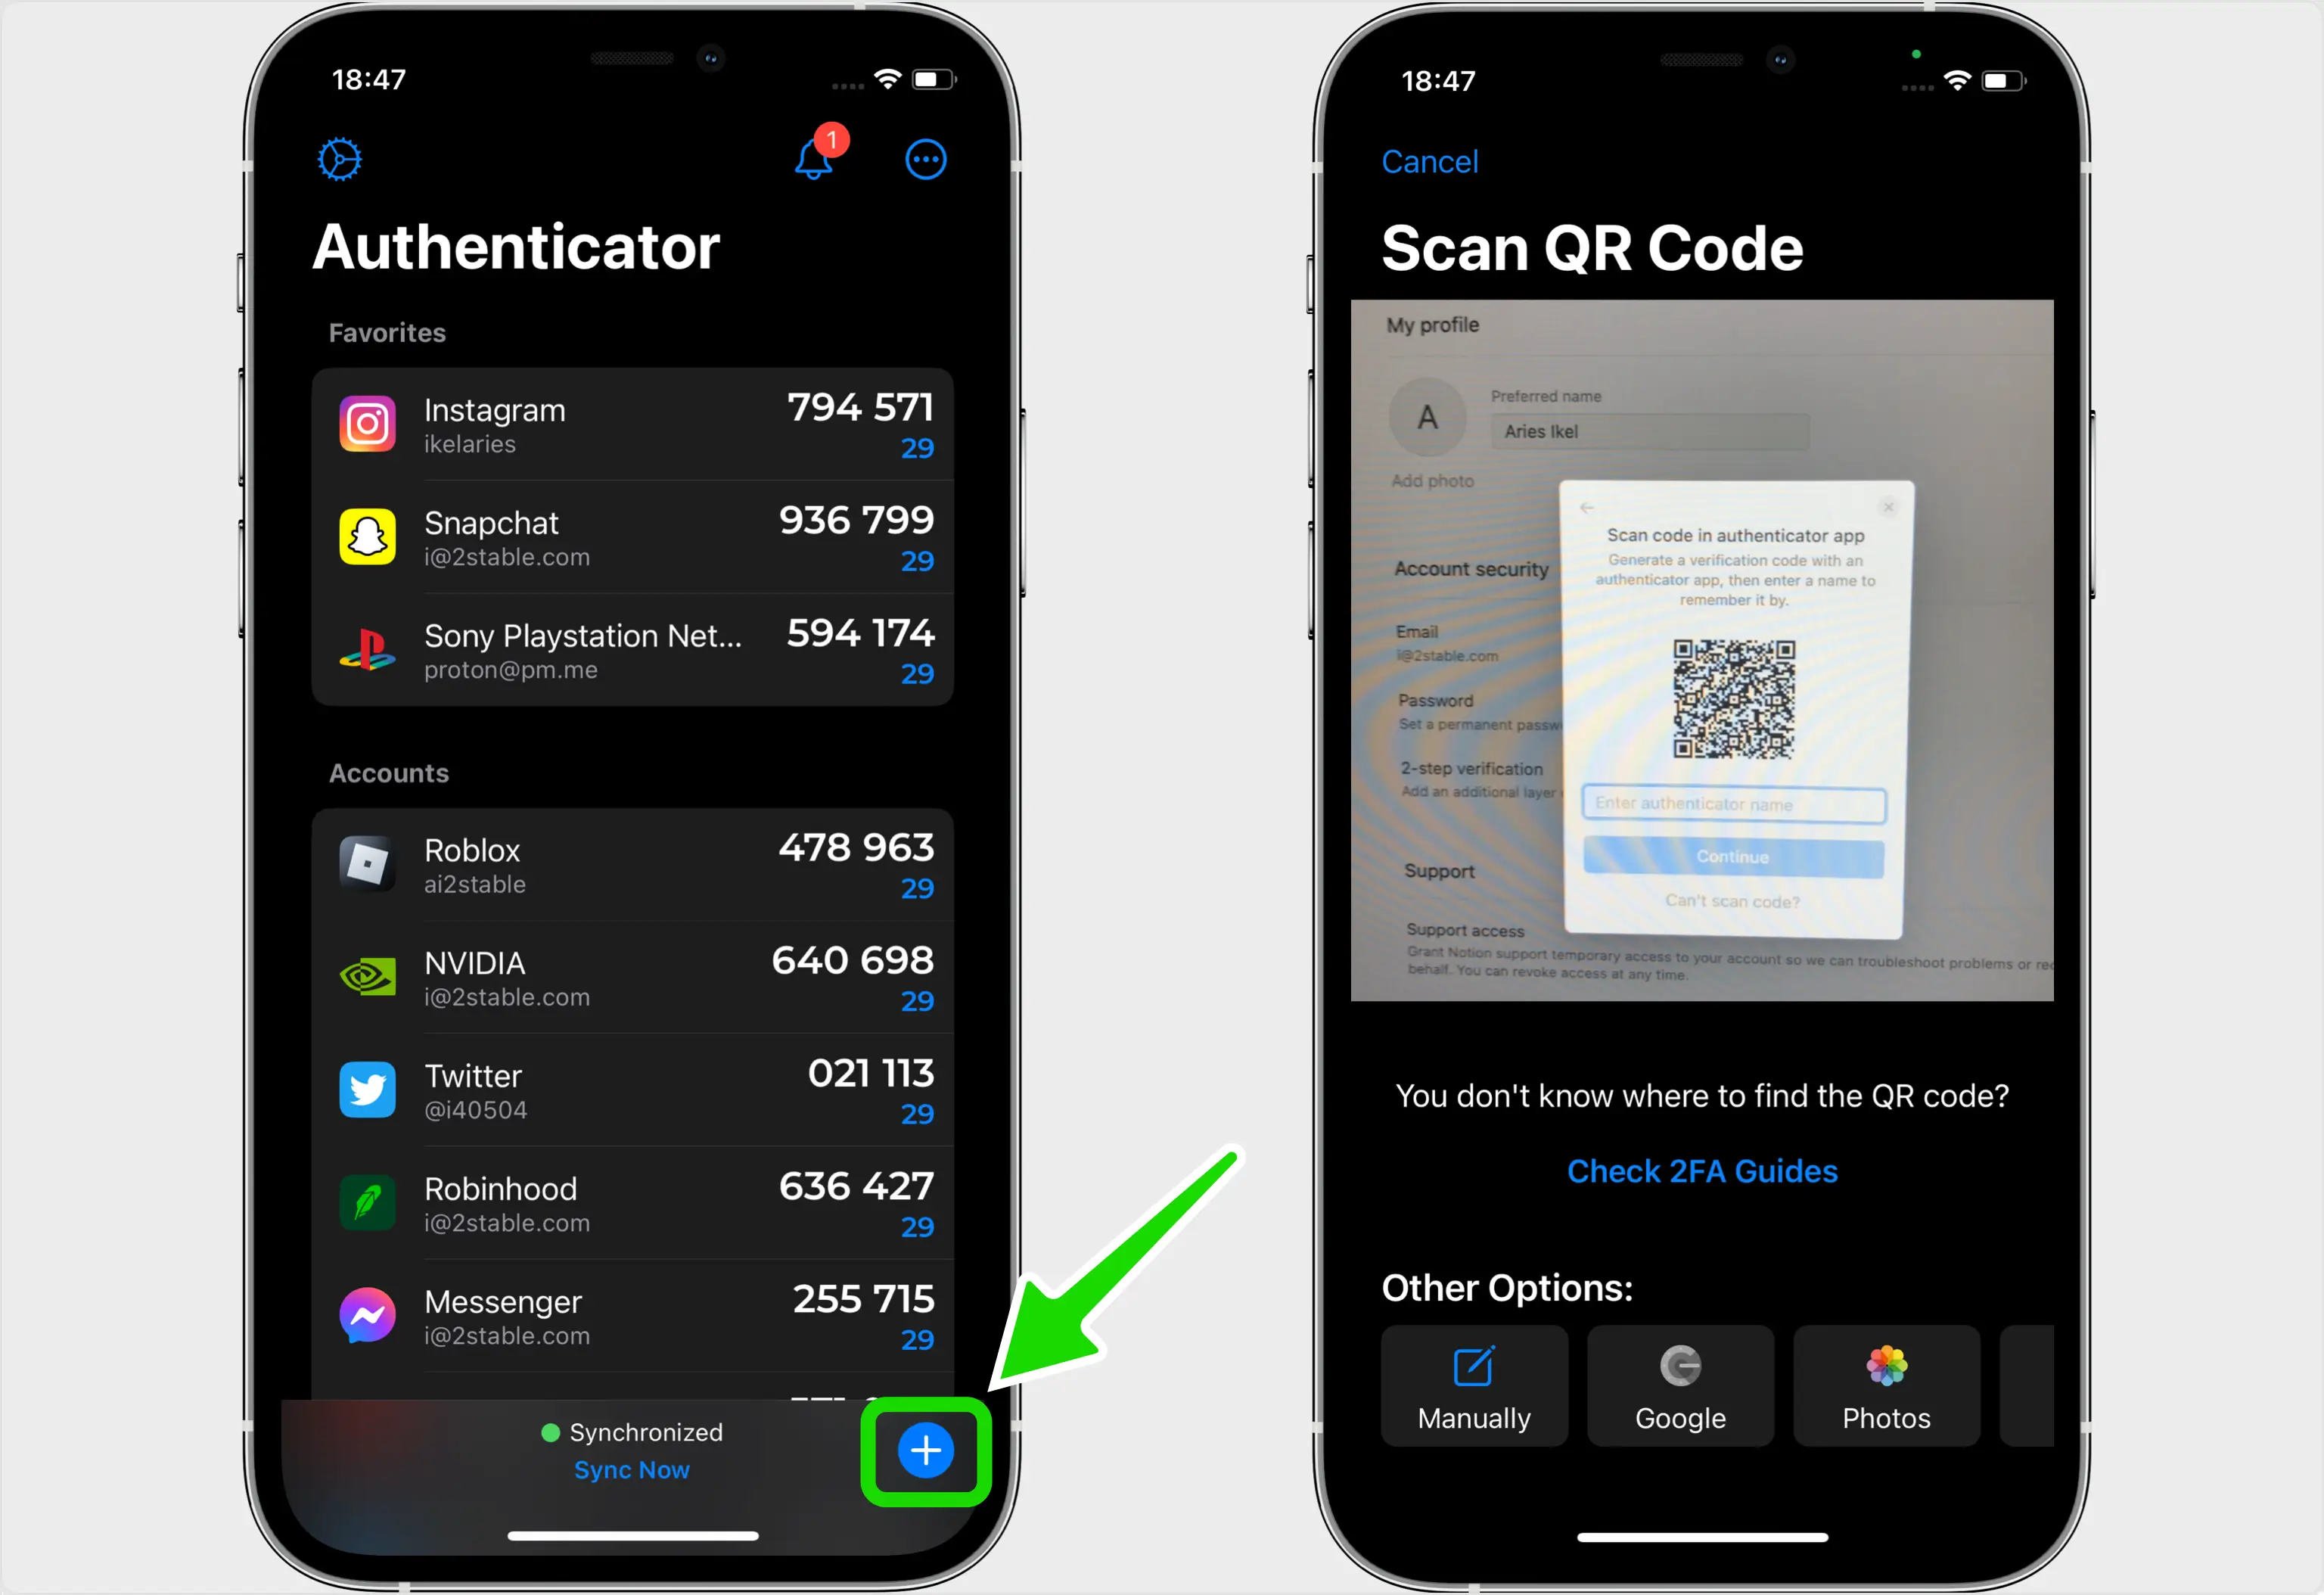 18:47
1
Authenticator
Favorites
Instagram
794 571
ikelaries
29
Snapchat
936 799
i@2stable.com
29
Sony Playstation Net...
594 174
proton@pm.me
29
Accounts
Roblox
478 963
ai2stable
29
NVIDIA
640 698
i@2stable.com
29
Twitter
021 113
@i40504
29
Robinhood
636 427
i@2stable.com
29
Messenger
255 715
i@2stable.com
29
Synchronized
Sync Now
18:47
Cancel
Scan QR Code
My profile
A
Preferred name
Aries Ikel
Add photo
Scan code in authenticator app
Generate a verification code with an
authenticator app, then enter a name to
remember it by.
Account security
Email
i@2stable.com
Password
Set a permanent passw
2-step verification
Add an additional layer
Enter authenticator name
Continue
Can't scan code?
Support
Support access
Grant Notion support temporary access to your account so we can troubleshoot problems or rec
behalf. You can revoke access at any time.
You don't know where to find the QR code?
Check 2FA Guides
Other Options:
Manually
Google
Photos